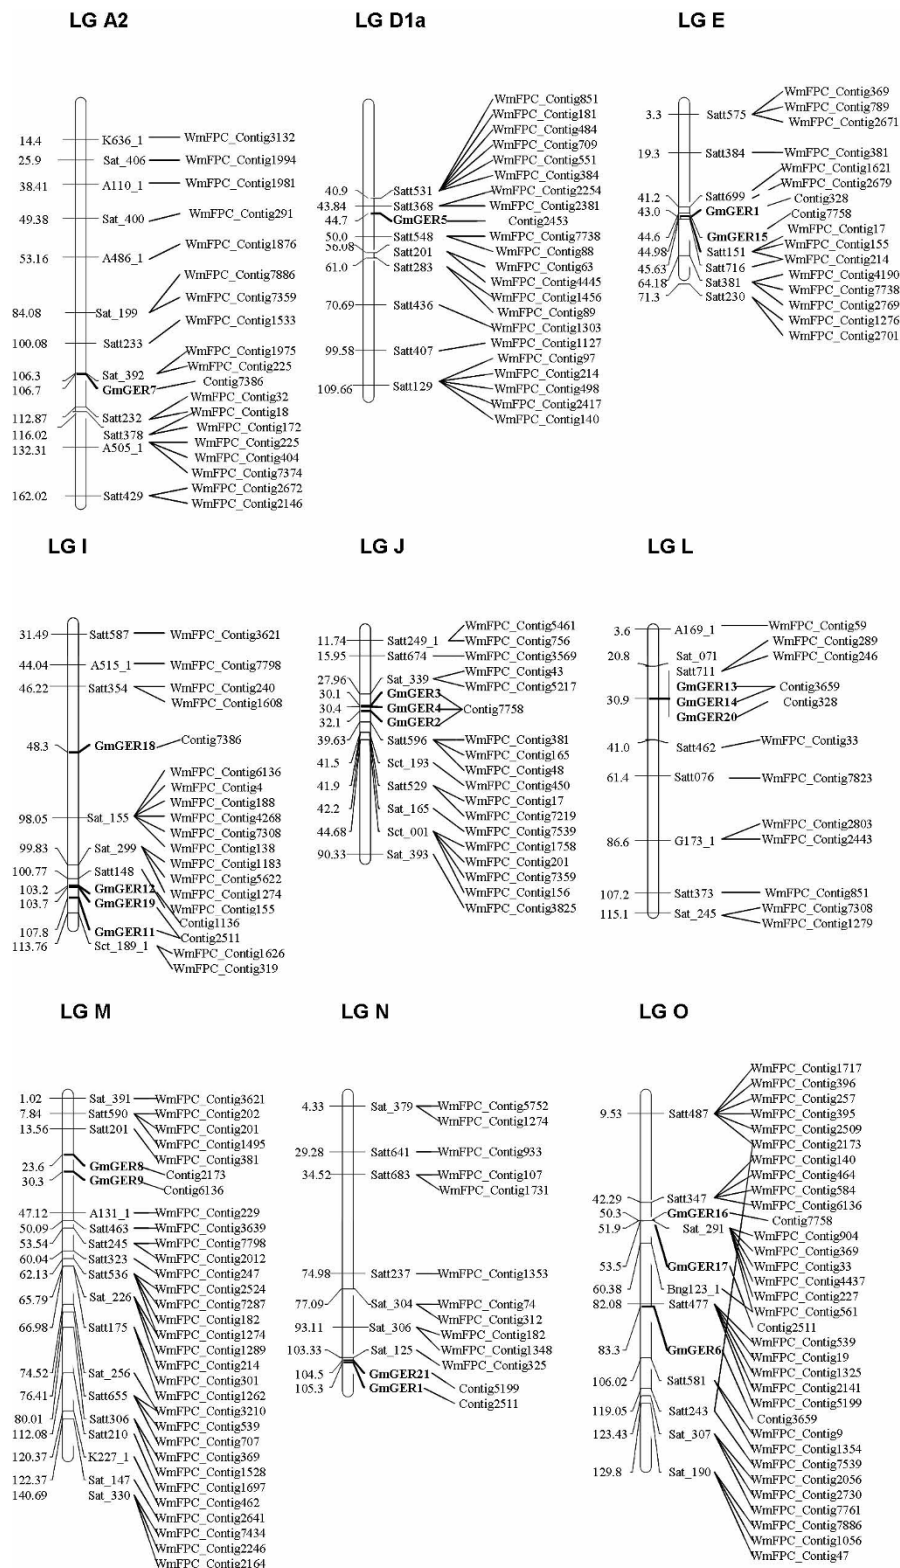 LG A2
14.4 K636_1 WmFPC_Contig3132
25.9 Sat_406 WmFPC_Contig1994
38.41 A110_1 WmFPC_Contig1981
49.38 Sat_400 WmFPC_Contig291
53.16 A486_1 WmFPC_Contig1876
WmFPC_Contig7886
WmFPC_Contig7359
84.08 Sat_199
WmFPC_Contig1533
100.08 Satt233
WmFPC_Contig1975
106.3 Sat_392 WmFPC_Contig225
106.7 GmGER7 Contig7386
WmFPC_Contig32
112.87 Satt232 WmFPC_Contig18
116.02 Satt378 WmFPC_Contig172
132.31 A505_1 WmFPC_Contig225
WmFPC_Contig404
WmFPC_Contig7374
162.02 Satt429 WmFPC_Contig2672
WmFPC_Contig2146
LG D1a
WmFPC_Contig851
WmFPC_Contig181
WmFPC_Contig484
WmFPC_Contig709
WmFPC_Contig551
WmFPC_Contig384
40.9 Satt531 WmFPC_Contig2254
43.84 Satt368 WmFPC_Contig2381
44.7 GmGER5 Contig2453
50.0 Satt548 WmFPC_Contig7738
56.08 Satt201 WmFPC_Contig88
61.0 Satt283 WmFPC_Contig63
WmFPC_Contig4445
WmFPC_Contig1456
70.69 Satt436 WmFPC_Contig89
WmFPC_Contig1303
99.58 Satt407 WmFPC_Contig1127
WmFPC_Contig97
WmFPC_Contig214
109.66 Satt129 WmFPC_Contig498
WmFPC_Contig2417
WmFPC_Contig140
LG E
WmFPC_Contig369
3.3 Satt575 WmFPC_Contig789
WmFPC_Contig2671
19.3 Satt384 WmFPC_Contig381
WmFPC_Contig1621
WmFPC_Contig2679
41.2 Satt699 Contig328
43.0 GmGER1 Contig7758
44.6 GmGER15 WmFPC_Contig17
44.98 Satt151 WmFPC_Contig155
45.63 Satt716 WmFPC_Contig214
64.18 Satt381 WmFPC_Contig4190
71.3 Satt230 WmFPC_Contig7738
WmFPC_Contig2769
WmFPC_Contig1276
WmFPC_Contig2701
LG I
31.49 Satt587 WmFPC_Contig3621
44.04 A515_1 WmFPC_Contig7798
46.22 Satt354 WmFPC_Contig240
WmFPC_Contig1608
48.3 GmGER18 Contig7386
WmFPC_Contig6136
WmFPC_Contig4
WmFPC_Contig188
98.05 Sat_155 WmFPC_Contig4268
WmFPC_Contig7308
99.83 Sat_299 WmFPC_Contig138
WmFPC_Contig1183
100.77 Satt148 WmFPC_Contig5622
103.2 GmGER12 WmFPC_Contig1274
103.7 GmGER19 WmFPC_Contig155
Contig1136
107.8 GmGER11 Contig2511
113.76 Sct_189_1 WmFPC_Contig1626
WmFPC_Contig319
LG J
WmFPC_Contig5461
11.74 Satt249_1 WmFPC_Contig756
15.95 Satt674 WmFPC_Contig3569
WmFPC_Contig43
27.96 Sat_339 WmFPC_Contig5217
30.1 GmGER3
30.4 GmGER4 Contig7758
32.1 GmGER2
39.63 Satt596 WmFPC_Contig381
WmFPC_Contig165
41.5 Sct_193 WmFPC_Contig48
WmFPC_Contig450
41.9 Satt529 WmFPC_Contig17
42.2 Sat_165 WmFPC_Contig7219
WmFPC_Contig7539
44.68 Sct_001 WmFPC_Contig1758
WmFPC_Contig201
90.33 Sat_393 WmFPC_Contig7359
WmFPC_Contig156
WmFPC_Contig3825
LG L
3.6 A169_1 WmFPC_Contig59
WmFPC_Contig289
20.8 Sat_071 WmFPC_Contig246
Satt711
GmGER13 Contig3659
30.9 GmGER14 Contig328
GmGER20
41.0 Satt462 WmFPC_Contig33
61.4 Satt076 WmFPC_Contig7823
WmFPC_Contig2803
86.6 G173_1 WmFPC_Contig2443
107.2 Satt373 WmFPC_Contig851
WmFPC_Contig7308
115.1 Sat_245 WmFPC_Contig1279
LG M
1.02 Sat_391 WmFPC_Contig3621
7.84 Satt590 WmFPC_Contig202
13.56 Satt201 WmFPC_Contig201
WmFPC_Contig1495
WmFPC_Contig381
23.6 GmGER8 Contig2173
30.3 GmGER9 Contig6136
47.12 A131_1 WmFPC_Contig229
50.09 Satt463 WmFPC_Contig3639
53.54 Satt245 WmFPC_Contig7798
60.04 Satt323 WmFPC_Contig2012
62.13 Satt536 WmFPC_Contig247
WmFPC_Contig2524
65.79 Sat_226 WmFPC_Contig7287
WmFPC_Contig182
66.98 Satt175 WmFPC_Contig1274
WmFPC_Contig1289
WmFPC_Contig214
74.52 Sat_256 WmFPC_Contig301
WmFPC_Contig1262
76.41 Satt655 WmFPC_Contig3210
80.01 Satt306 WmFPC_Contig539
112.08 Satt210 WmFPC_Contig707
WmFPC_Contig369
120.37 K227_1 WmFPC_Contig1528
WmFPC_Contig1697
122.37 Sat_147 WmFPC_Contig462
140.69 Sat_330 WmFPC_Contig2641
WmFPC_Contig7434
WmFPC_Contig2246
WmFPC_Contig2164
LG N
4.33 Sat_379 WmFPC_Contig5752
WmFPC_Contig1274
29.28 Satt641 WmFPC_Contig933
34.52 Satt683 WmFPC_Contig107
WmFPC_Contig1731
74.98 Satt237 WmFPC_Contig1353
77.09 Sat_304 WmFPC_Contig74
WmFPC_Contig312
93.11 Sat_306 WmFPC_Contig182
103.33 Sat_125 WmFPC_Contig1348
WmFPC_Contig325
104.5 GmGER21 Contig5199
105.3 GmGER1 Contig2511
LG O
WmFPC_Contig1717
WmFPC_Contig396
WmFPC_Contig257
9.53 Satt487 WmFPC_Contig395
WmFPC_Contig2509
WmFPC_Contig2173
WmFPC_Contig140
WmFPC_Contig464
WmFPC_Contig584
42.29 Satt347 WmFPC_Contig6136
50.3 GmGER16 Contig7758
51.9 Sat_291 WmFPC_Contig904
WmFPC_Contig369
53.5 GmGER17 WmFPC_Contig33
WmFPC_Contig4437
60.38 Bng123_1 WmFPC_Contig227
82.08 Satt477 WmFPC_Contig561
Contig2511
WmFPC_Contig539
83.3 GmGER6 WmFPC_Contig19
WmFPC_Contig1325
106.02 Satt581 WmFPC_Contig2141
WmFPC_Contig5199
119.05 Satt243 Contig3659
123.43 Sat_307 WmFPC_Contig9
WmFPC_Contig1354
WmFPC_Contig7539
129.8 Sat_190 WmFPC_Contig2056
WmFPC_Contig2730
WmFPC_Contig7761
WmFPC_Contig7886
WmFPC_Contig1056
WmFPC_Contig47